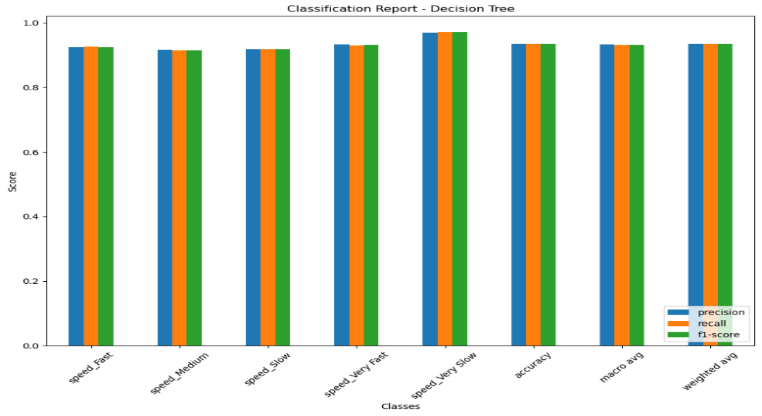 Classification Report - Decision Tree
1.0
0.8
0.6
0.4
0.2
0.0
Score
precision
recall
f1-score
speed_Fast
speed_Medium
speed_Slow
speed_Very Fast
speed_Very Slow
accuracy
macro avg
weighted avg
Classes